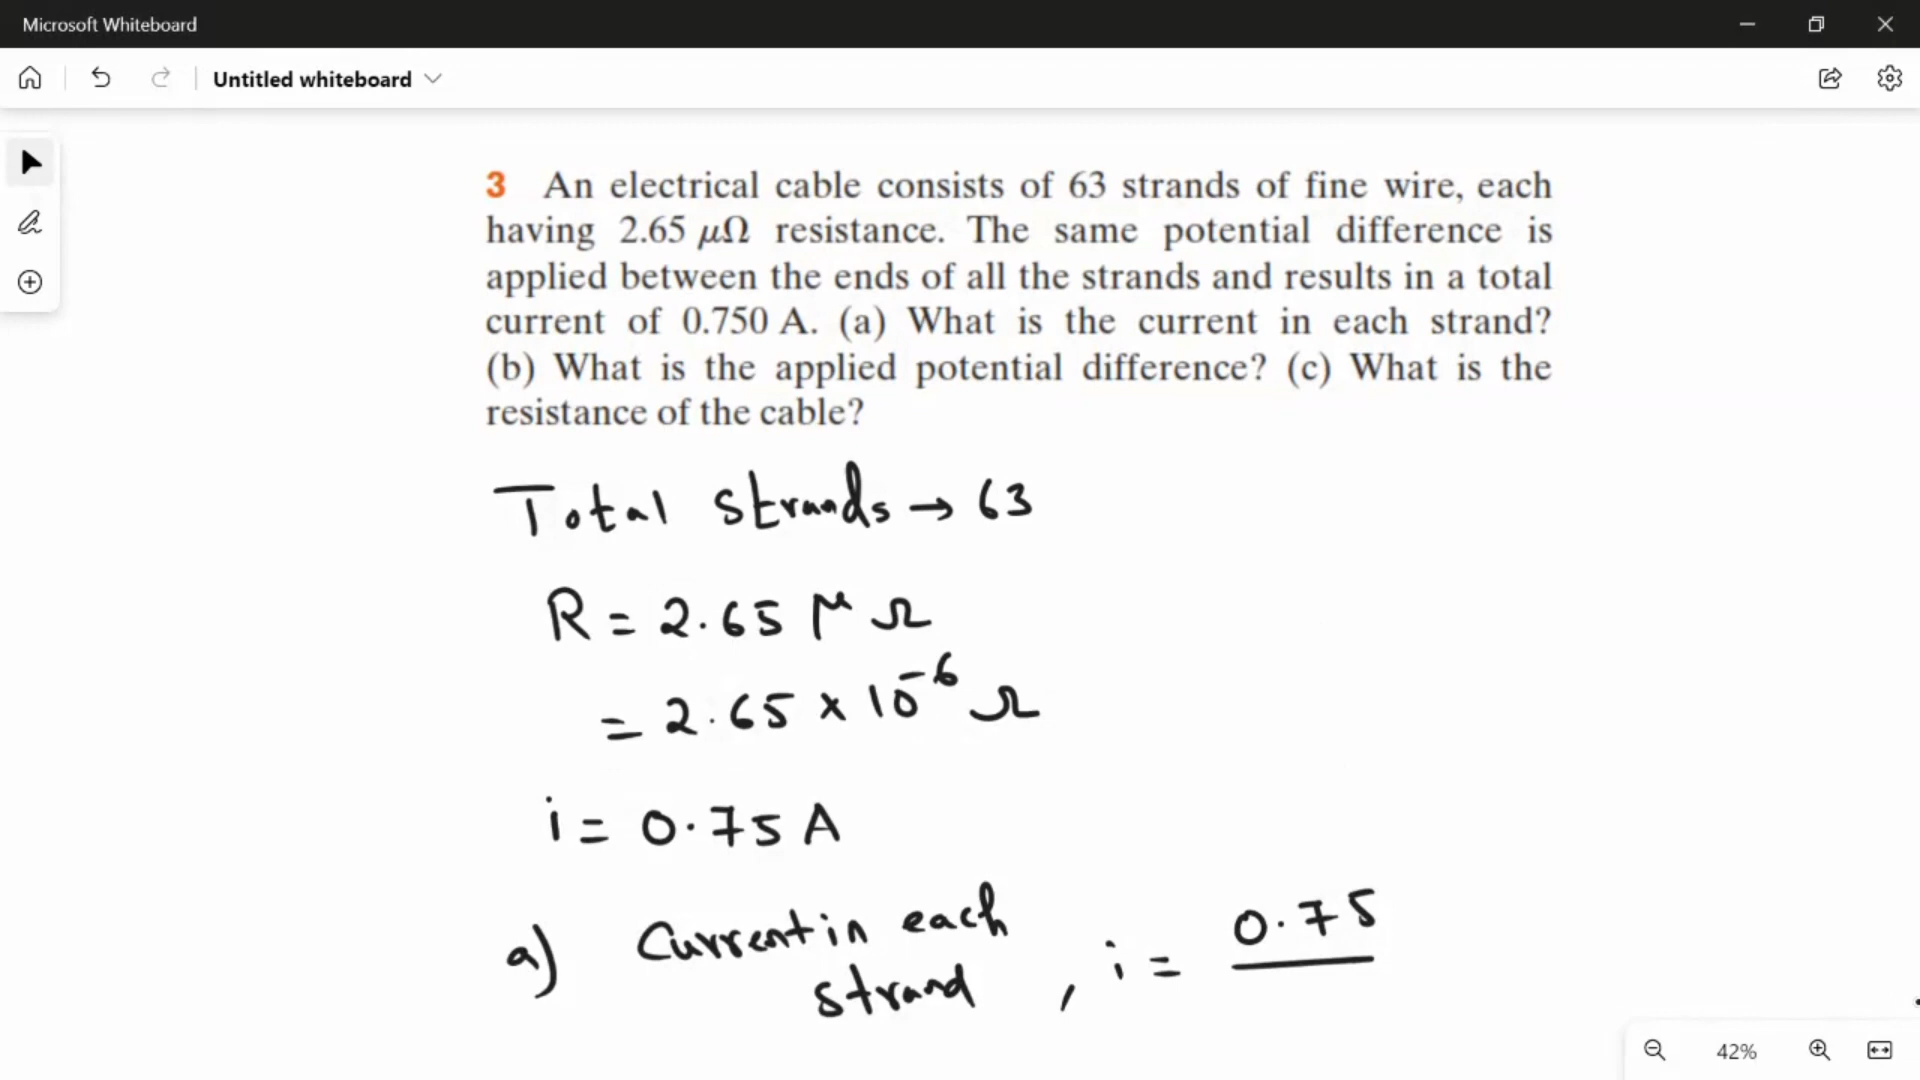 Microsoft Whiteboard
Untitled whiteboard
3 An electrical cable consists of 63 strands of fine wire, each
having 2.65 μΩ resistance. The same potential difference is
applied between the ends of all the strands and results in a total
current of 0.750 A. (a) What is the current in each strand?
(b) What is the applied potential difference? (c) What is the
resistance of the cable?
Total strands → 63
R = 2.65 μ Ω
= 2.65 × 10⁻⁶ Ω
i = 0.75 A
a) Current in each
strand , i = 0.75
42%